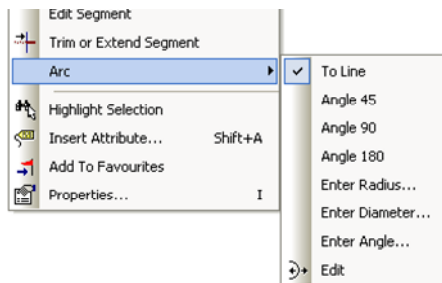 Edit Segment
Trim or Extend Segment
Arc
Highlight Selection
Insert Attribute... Shift+A
Add To Favourites
Properties... I
To Line
Angle 45
Angle 90
Angle 180
Enter Radius...
Enter Diameter...
Enter Angle...
Edit